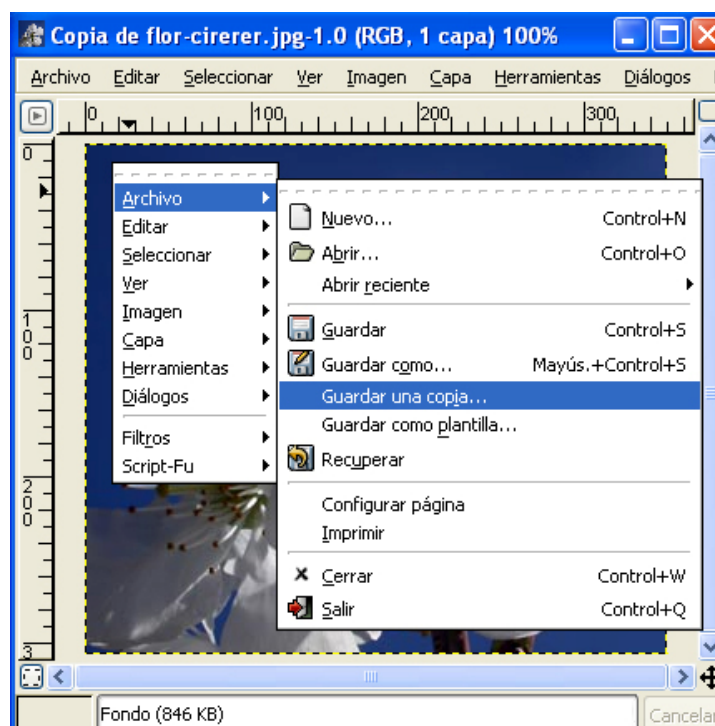 Copia de flor-cirerer.jpg-1.0 (RGB, 1 capa) 100%
Archivo Editar Seleccionar Ver Imagen Capa Herramientas Diálogos
0 100 200 300
0
100
200
3
Archivo
Editar
Seleccionar
Ver
Imagen
Capa
Herramientas
Diálogos
Filtros
Script-Fu
Nuevo... Control+N
Abrir... Control+O
Abrir reciente
Guardar Control+S
Guardar como... Mayús.+Control+S
Guardar una copia...
Guardar como plantilla...
Recuperar
Configurar página
Imprimir
Cerrar Control+W
Salir Control+Q
Fondo (846 KB) Cancelar